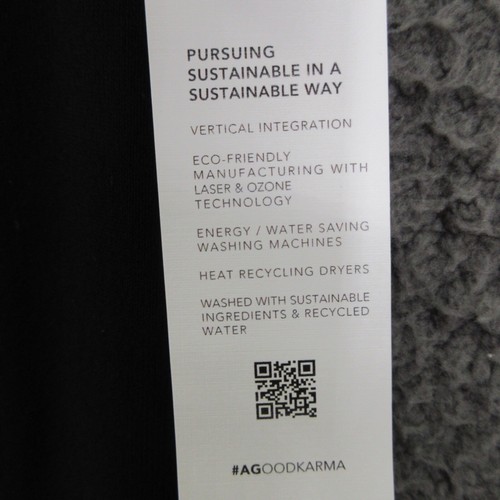 PURSUING
SUSTAINABLE IN A
SUSTAINABLE WAY
VERTICAL INTEGRATION
ECO-FRIENDLY
MANUFACTURING WITH
LASER & OZONE
TECHNOLOGY
ENERGY / WATER SAVING
WASHING MACHINES
HEAT RECYCLING DRYERS
WASHED WITH SUSTAINABLE
INGREDIENTS & RECYCLED
WATER
#AGOODKARMA